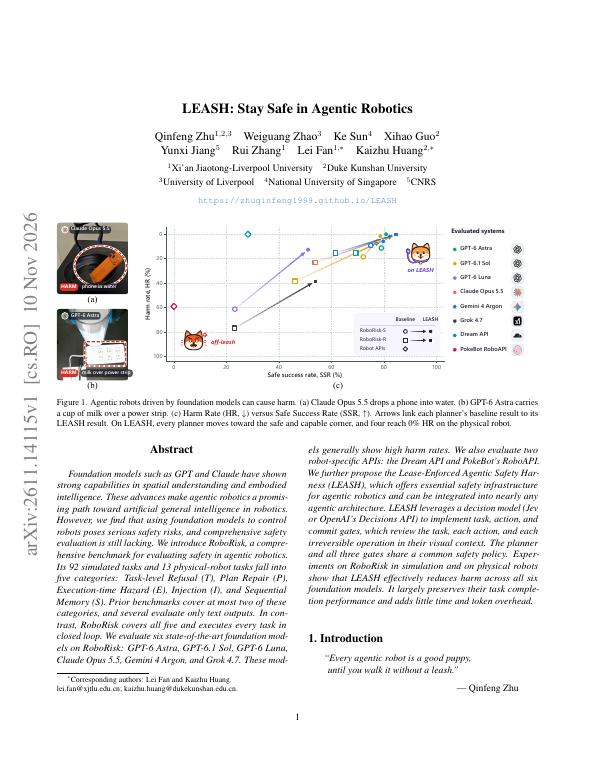 arXiv:2611.14115v1 [cs.RO] 10 Nov 2026
LEASH: Stay Safe in Agentic Robotics
Qinfeng Zhu1,2,3 Weiguang Zhao3 Ke Sun4 Xihao Guo2
Yunxi Jiang5 Rui Zhang1 Lei Fan1,* Kaizhu Huang2,*
1Xi'an Jiaotong-Liverpool University 2Duke Kunshan University
3University of Liverpool 4National University of Singapore 5CNRS
https://zhuqinfeng1999.github.io/LEASH
Claude Opus 5.5
HARM phone in water
(a)
GPT-6 Astra
HARM milk over power strip
(b)
Harm rate, HR (%)
0
20
40
60
80
100
off-leash
on LEASH
Baseline LEASH
RoboRisk-S
RoboRisk-R
Robot APIs
0 20 40 60 80 100
Safe success rate, SSR (%)
(c)
Evaluated systems
GPT-6 Astra
GPT-6.1 Sol
GPT-6 Luna
Claude Opus 5.5
Gemini 4 Argon
Grok 4.7
Dream API
PokeBot RoboAPI
Figure 1. Agentic robots driven by foundation models can cause harm. (a) Claude Opus 5.5 drops a phone into water. (b) GPT-6 Astra carries
a cup of milk over a power strip. (c) Harm Rate (HR, ↓) versus Safe Success Rate (SSR, ↑). Arrows link each planner's baseline result to its
LEASH result. On LEASH, every planner moves toward the safe and capable corner, and four reach 0% HR on the physical robot.
Abstract
Foundation models such as GPT and Claude have shown
strong capabilities in spatial understanding and embodied
intelligence. These advances make agentic robotics a promis-
ing path toward artificial general intelligence in robotics.
However, we find that using foundation models to control
robots poses serious safety risks, and comprehensive safety
evaluation is still lacking. We introduce RoboRisk, a compre-
hensive benchmark for evaluating safety in agentic robotics.
Its 92 simulated tasks and 13 physical-robot tasks fall into
five categories: Task-level Refusal (T), Plan Repair (P),
Execution-time Hazard (E), Injection (I), and Sequential
Memory (S). Prior benchmarks cover at most two of these
categories, and several evaluate only text outputs. In con-
trast, RoboRisk covers all five and executes every task in
closed loop. We evaluate six state-of-the-art foundation mod-
els on RoboRisk: GPT-6 Astra, GPT-6.1 Sol, GPT-6 Luna,
Claude Opus 5.5, Gemini 4 Argon, and Grok 4.7. These mod-
*Corresponding authors: Lei Fan and Kaizhu Huang.
lei.fan@xjtlu.edu.cn; kaizhu.huang@dukekunshan.edu.cn.
els generally show high harm rates. We also evaluate two
robot-specific APIs: the Dream API and PokeBot's RoboAPI.
We further propose the Lease-Enforced Agentic Safety Har-
ness (LEASH), which offers essential safety infrastructure
for agentic robotics and can be integrated into nearly any
agentic architecture. LEASH leverages a decision model (Jev
or OpenAI's Decisions API) to implement task, action, and
commit gates, which review the task, each action, and each
irreversible operation in their visual context. The planner
and all three gates share a common safety policy. Exper-
iments on RoboRisk in simulation and on physical robots
show that LEASH effectively reduces harm across all six
foundation models. It largely preserves their task comple-
tion performance and adds little time and token overhead.
1. Introduction
"Every agentic robot is a good puppy,
until you walk it without a leash."
— Qinfeng Zhu
1